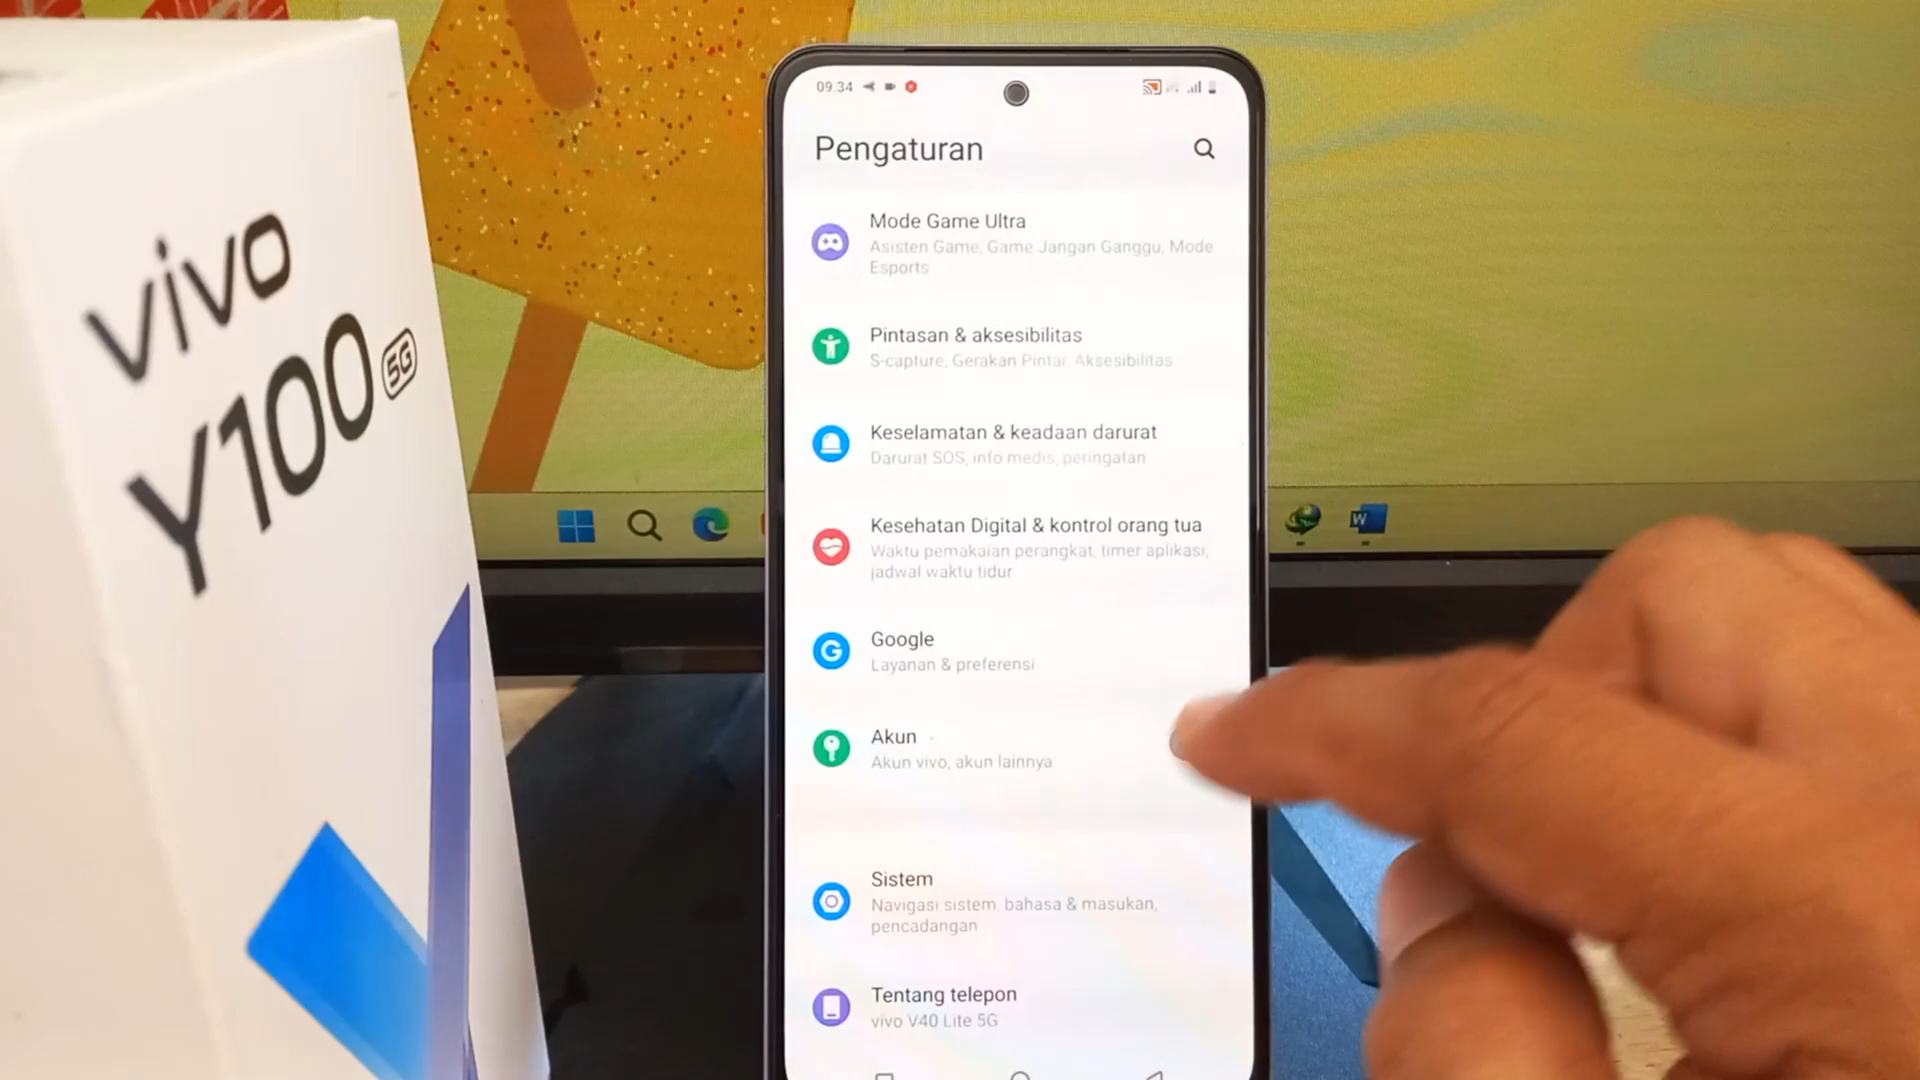 vivo
Y100 5G
09.34
Pengaturan
Mode Game Ultra
Asisten Game, Game Jangan Ganggu, Mode
Esports
Pintasan & aksesibilitas
S-capture, Gerakan Pintar, Aksesibilitas
Keselamatan & keadaan darurat
Darurat SOS, info medis, peringatan
Kesehatan Digital & kontrol orang tua
Waktu pemakaian perangkat, timer aplikasi,
jadwal waktu tidur
G
Google
Layanan & preferensi
Akun
Akun vivo, akun lainnya
Sistem
Navigasi sistem, bahasa & masukan,
pencadangan
Tentang telepon
vivo V40 Lite 5G
W